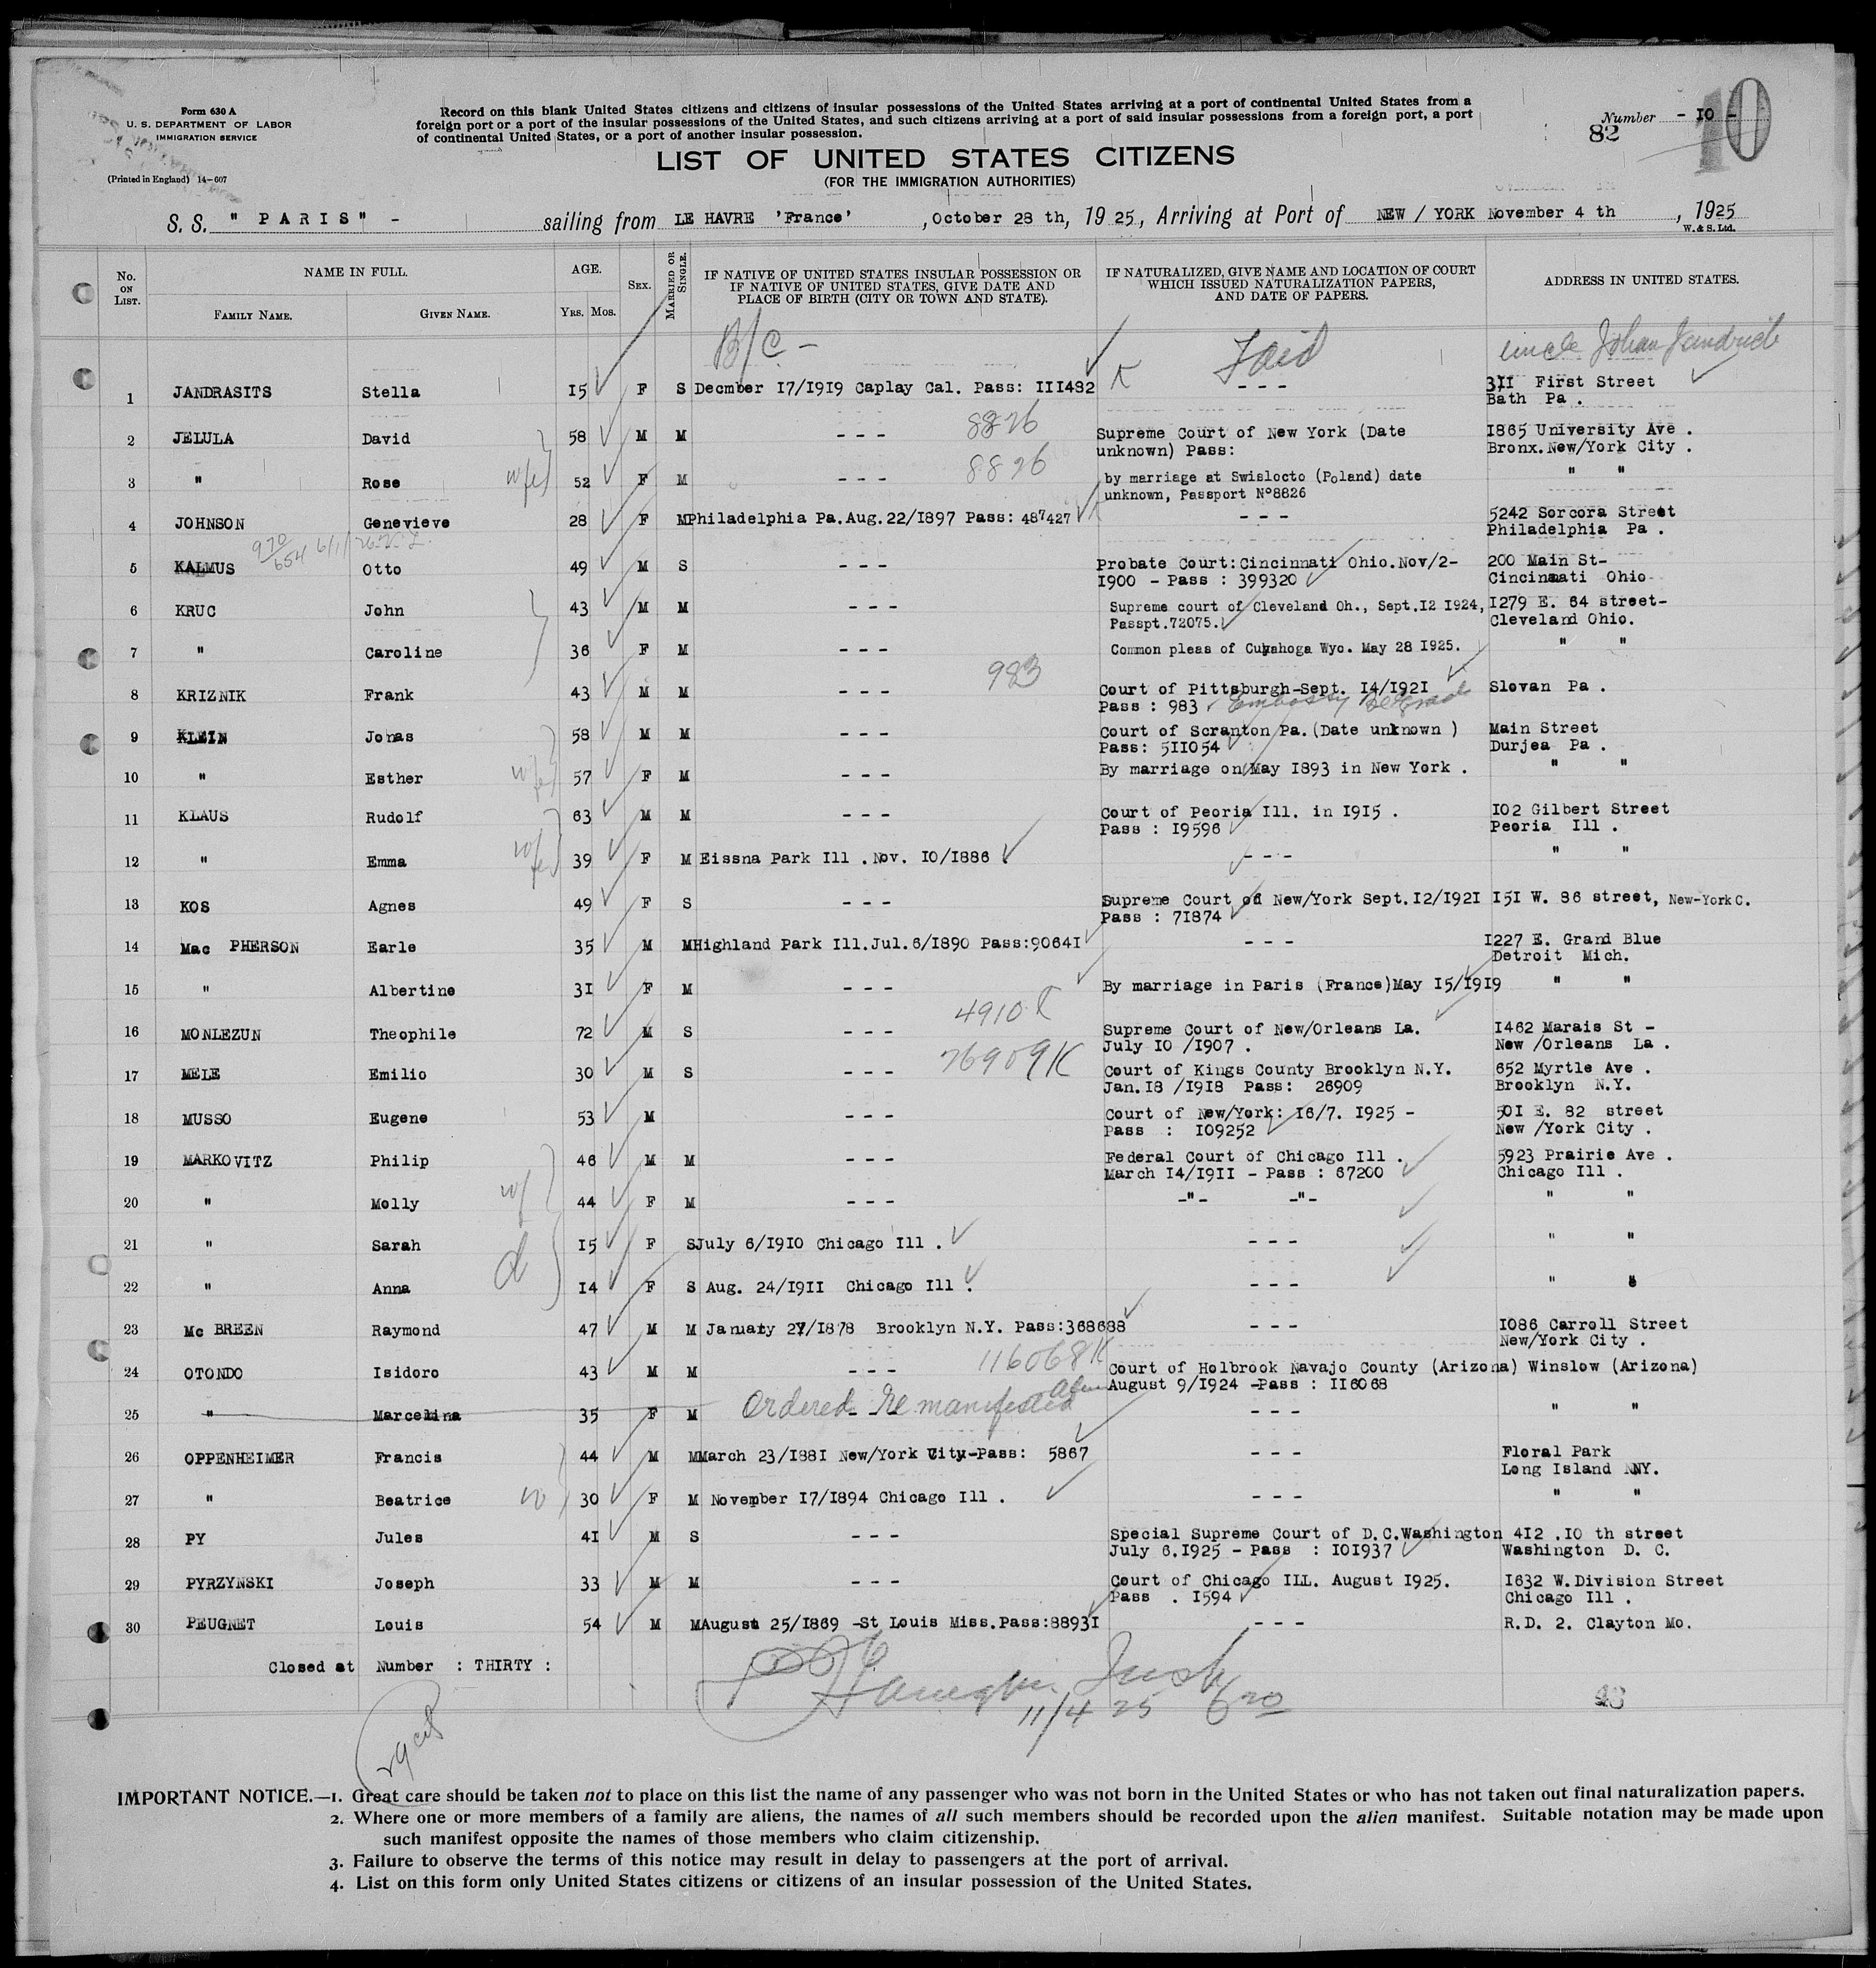 Form 630 A
U. S. DEPARTMENT OF LABOR
IMMIGRATION SERVICE
(Printed in England) 14-607
Record on this blank United States citizens and citizens of insular possessions of the United States arriving at a port of continental United States from a
foreign port or a port of the insular possessions of the United States, and such citizens arriving at a port of said insular possessions from a foreign port, a port
of continental United States, or a port of another insular possession.
Number - 10 -
82
10
LIST OF UNITED STATES CITIZENS
(FOR THE IMMIGRATION AUTHORITIES)
S. S. " PARIS" - sailing from LE HAVRE 'France' , October 28 th, 19 25, Arriving at Port of NEW / YORK November 4 th , 1925
W. & S. Ltd.
No. ON LIST. NAME IN FULL. FAMILY NAME. GIVEN NAME. AGE. YRS. MOS. SEX. MARRIED OR SINGLE.
IF NATIVE OF UNITED STATES INSULAR POSSESSION OR
IF NATIVE OF UNITED STATES, GIVE DATE AND
PLACE OF BIRTH (CITY OR TOWN AND STATE).
IF NATURALIZED, GIVE NAME AND LOCATION OF COURT
WHICH ISSUED NATURALIZATION PAPERS,
AND DATE OF PAPERS.
ADDRESS IN UNITED STATES.
B/C - uncle Johan
1 JANDRASITS Stella 15 F S Decmber 17/1919 Caplay Cal. Pass: 111482 - - - 311 First Street
Bath Pa .
2 JELULA David 58 M M - - - 8826 Supreme Court of New York (Date 1865 University Ave .
unknown) Pass: Bronx.New/York City .
3 " Rose wife 52 F M - - - 8826 by marriage at Swislocto (Poland) date " "
unknown, Passport Nº8826
4 JOHNSON Genevieve 28 F M Philadelphia Pa.Aug.22/1897 Pass: 487427 - - - 5242 Sorcora Street
Philadelphia Pa .
970
654
5 KALMUS Otto 49 M S - - - Probate Court:Cincinnati Ohio.Nov/2- 200 Main St-
1900 - Pass : 399320 Cincinnati Ohio
6 KRUC John 43 M M - - - Supreme court of Cleveland Oh., Sept.12 1924, 1279 E. 64 street-
Passpt.72075. Cleveland Ohio.
7 " Caroline 36 F M - - - Common pleas of Cuyahoga Wyo. May 28 1925. " "
8 KRIZNIK Frank 43 M M - - - 983 Court of Pittsburgh-Sept. 14/1921 Slovan Pa .
Pass : 983 Embassy Belgrade
9 KLEIN Jonas 58 M M - - - Court of Scranton Pa.(Date unknown ) Main Street
Pass: 511054 Durjea Pa .
10 " Esther wife 57 F M - - - By marriage on May 1893 in New York . " "
11 KLAUS Rudolf 63 M M - - - Court of Peoria Ill. in 1915 . 102 Gilbert Street
Pass : 19596 Peoria Ill .
12 " Emma wife 39 F M Eissna Park Ill .Nov. 10/1886 - - - " "
13 KOS Agnes 49 F S - - - Supreme Court of New/York Sept.12/1921 151 W. 86 street, New-York C.
Pass : 71874
14 Mac PHERSON Earle 35 M M Highland Park Ill.Jul.6/1890 Pass:90641 - - - 1227 E. Grand Blue
Detroit Mich.
15 " Albertine 31 F M - - - By marriage in Paris (France)May 15/1919 " "
16 MONLEZUN Theophile 72 M S - - - 4910 K Supreme Court of New/Orleans La. 1462 Marais St -
July 10 /1907 . New /Orleans La .
17 MELE Emilio 30 M S - - - 26909 K Court of Kings County Brooklyn N.Y. 652 Myrtle Ave .
Jan.18 /1918 Pass: 26909 Brooklyn N.Y.
18 MUSSO Eugene 53 M - - - Court of New/York: 16/7. 1925 - 501 E. 82 street
Pass : 109252 New /York City .
19 MARKOVITZ Philip 46 M M - - - Federal Court of Chicago Ill . 5923 Prairie Ave .
March 14/1911 - Pass : 67200 Chicago Ill .
20 " Molly wf 44 F M - - - -"- -"- " "
21 " Sarah 15 F S July 6/1910 Chicago Ill . - - - " "
22 " Anna d 14 F S Aug. 24/1911 Chicago Ill . - - - " "
23 Mc BREEN Raymond 47 M M January 27/1878 Brooklyn N.Y. Pass:368688 - - - 1086 Carroll Street
New/York City .
24 OTONDO Isidoro 43 M M - - - 116068 K Court of Holbrook Navajo County (Arizona) Winslow (Arizona)
August 9/1924 -Pass : 116068
25 " Marcelina 35 F M - - - Ordered Remanifested alien - - - " "
26 OPPENHEIMER Francis 44 M M March 23/1881 New/York City-Pass: 5867 - - - Floral Park
Long Island NY.
27 " Beatrice w 30 F M November 17/1894 Chicago Ill . - - - " "
28 PY Jules 41 M S - - - Special Supreme Court of D.C.Washington 412 .10 th street
July 6.1925 - Pass : 101937 Washington D. C.
29 PYRZYNSKI Joseph 33 M M - - - Court of Chicago ILL. August 1925. 1632 W.Division Street
Pass . 1594 Chicago Ill .
30 PEUGNET Louis 54 M M August 25/1869 -St Louis Miss.Pass:88931 - - - R.D. 2. Clayton Mo.
Closed at Number : THIRTY :
11/4 25
IMPORTANT NOTICE.—1. Great care should be taken not to place on this list the name of any passenger who was not born in the United States or who has not taken out final naturalization papers.
2. Where one or more members of a family are aliens, the names of all such members should be recorded upon the alien manifest. Suitable notation may be made upon
such manifest opposite the names of those members who claim citizenship.
3. Failure to observe the terms of this notice may result in delay to passengers at the port of arrival.
4. List on this form only United States citizens or citizens of an insular possession of the United States.